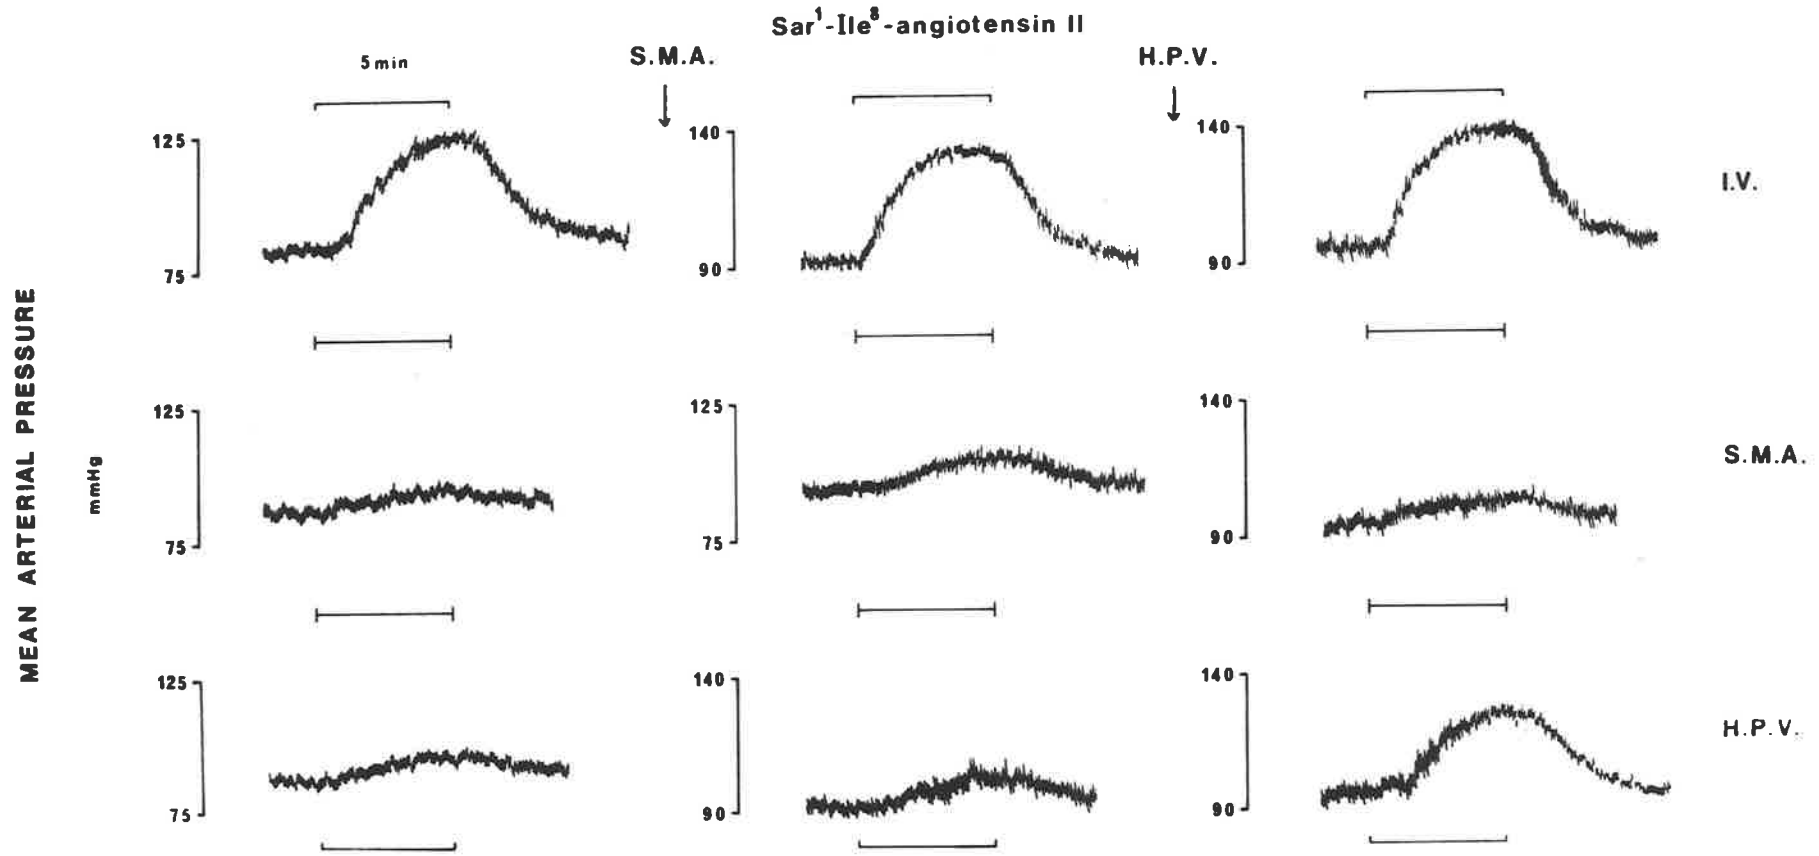 Sar¹-Ile⁸-angiotensin II
5 min
S.M.A.
H.P.V.
125
75
140
90
140
90
I.V.
MEAN ARTERIAL PRESSURE
mmHg
125
75
125
75
140
90
S.M.A.
125
75
140
90
140
90
H.P.V.